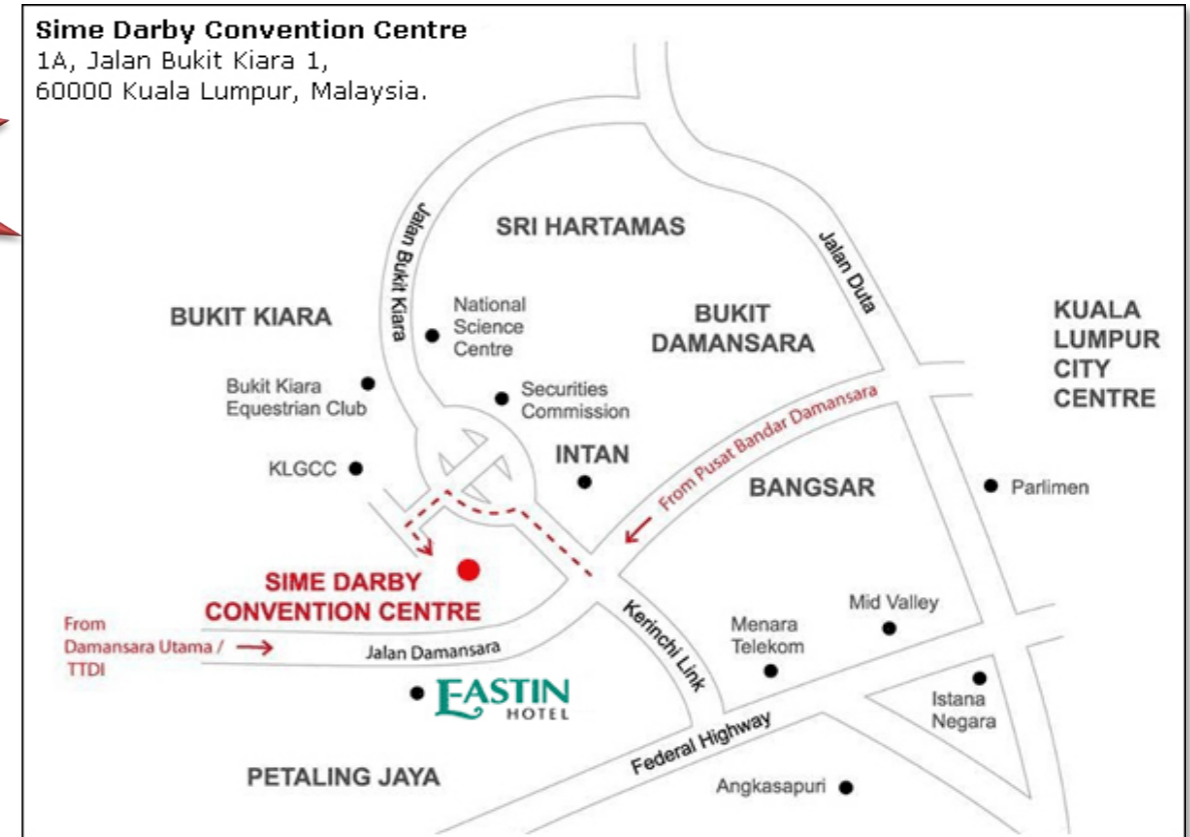 Sime Darby Convention Centre
1A, Jalan Bukit Kiara 1,
60000 Kuala Lumpur, Malaysia.
SRI HARTAMAS
Jalan Bukit Kiara
Jalan Duta
BUKIT KIARA
National
Science
Centre
BUKIT
DAMANSARA
KUALA
LUMPUR
CITY
CENTRE
Bukit Kiara
Equestrian Club
Securities
Commission
From Pusat Bandar Damansara
KLGCC
INTAN
BANGSAR
Parlimen
SIME DARBY
CONVENTION CENTRE
From
Damansara Utama /
TTDI
Jalan Damansara
Kerinchi Link
Menara
Telekom
Mid Valley
EASTIN
HOTEL
Istana
Negara
Federal Highway
PETALING JAYA
Angkasapuri